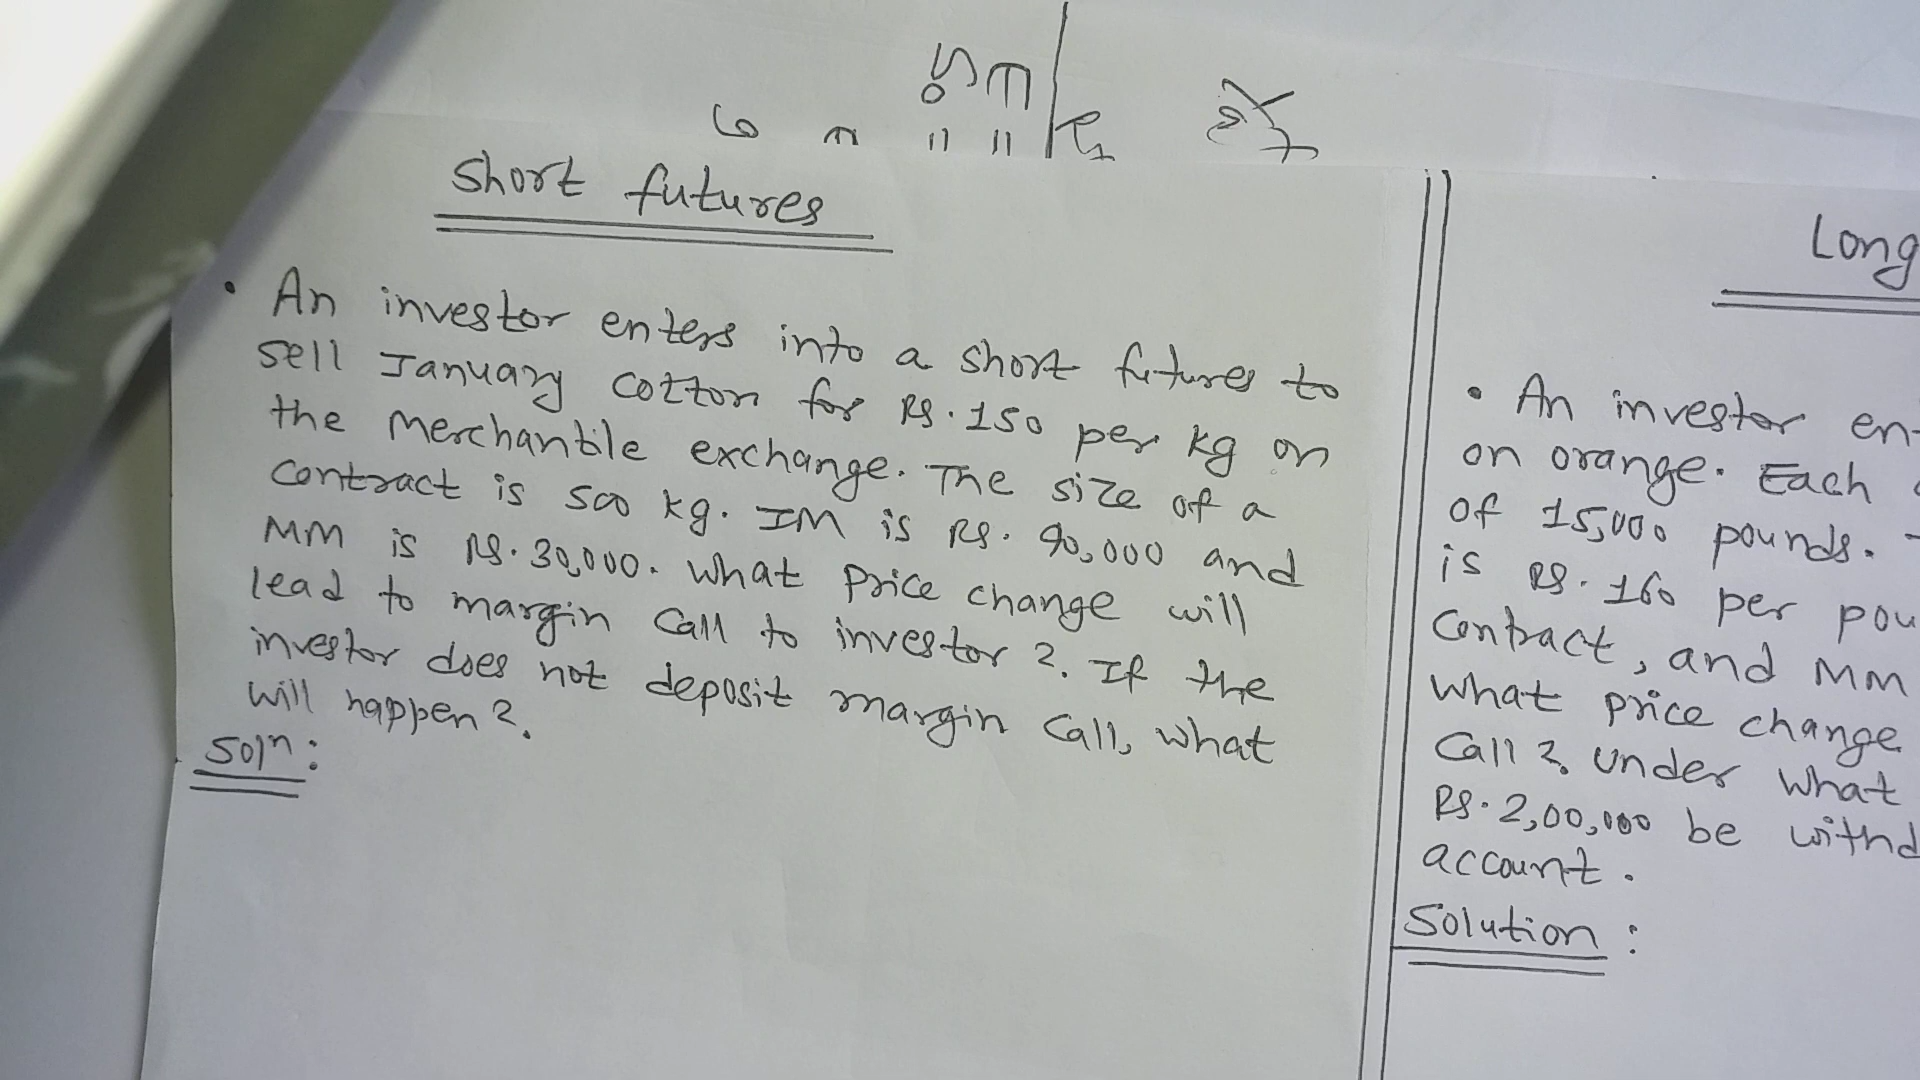 Short futures
• An investor enters into a short futures to
sell January cotton for Rs. 150 per kg on
the merchantile exchange. The size of a
contract is 500 kg. IM is Rs. 90,000 and
MM is Rs. 30,000. What price change will
lead to margin call to investor?. If the
investor does not deposit margin call, what
will happen?.
Soln:
Long
• An investor en
on orange. Each
of 15,000 pounds.
is Rs. 160 per pou
contract, and MM
what price change
call?. Under what
Rs. 2,00,000 be withd
account.
Solution: